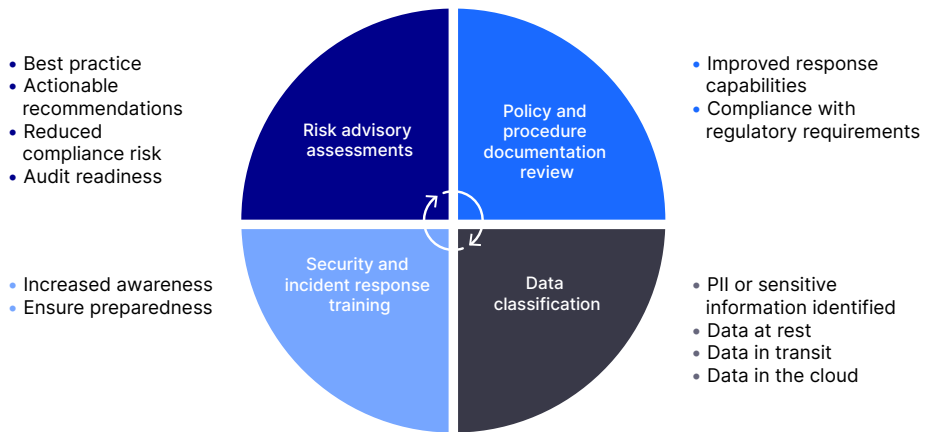 Best practice
Actionable
recommendations
Reduced
compliance risk
Audit readiness
Risk advisory
assessments
Policy and
procedure
documentation
review
Improved response
capabilities
Compliance with
regulatory requirements
Increased awareness
Ensure preparedness
Security and
incident response
training
Data
classification
PII or sensitive
information identified
Data at rest
Data in transit
Data in the cloud